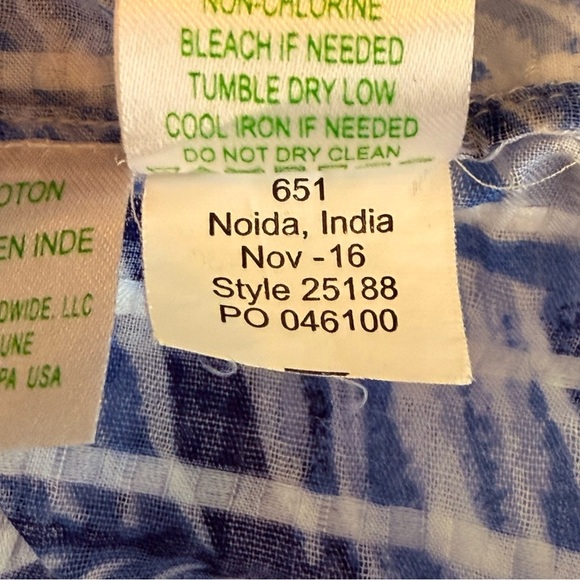 NON-CHLORINE
BLEACH IF NEEDED
TUMBLE DRY LOW
COOL IRON IF NEEDED
DO NOT DRY CLEAN
651
Noida, India
Nov -16
Style 25188
PO 046100
OTON
EN INDE
DWIDE, LLC
UNE
PA USA